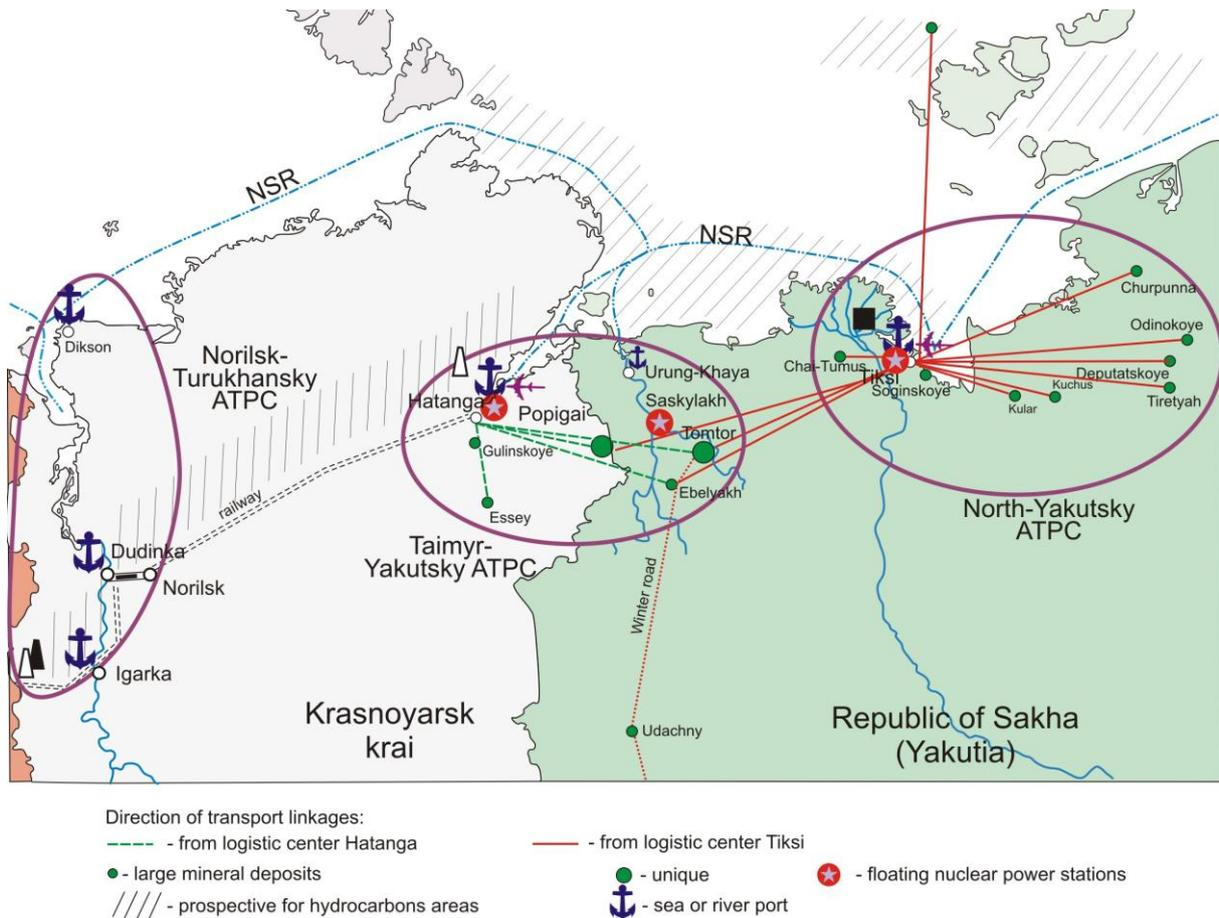 NSR
NSR
Dikson
Norilsk-
Turukhansky
ATPC
Churpunna
Odinokoye
Chai-Tumus
Tiksi
Soginskoye
Deputatskoye
Kuchus
Tiretyah
Kular
Urung-Khaya
Hatanga
Popigai
Saskylakh
Tomtor
Gulinskoye
Ebelyakh
Essey
railway
North-Yakutsky
ATPC
Taimyr-
Yakutsky ATPC
Dudinka
Norilsk
Winter road
Igarka
Krasnoyarsk
krai
Republic of Sakha
(Yakutia)
Udachny
Direction of transport linkages:
- from logistic center Hatanga
- from logistic center Tiksi
- large mineral deposits
- unique
- floating nuclear power stations
- prospective for hydrocarbons areas
- sea or river port